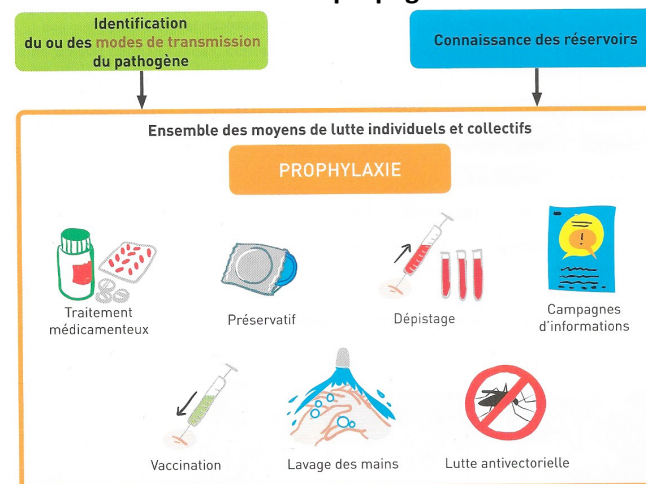 Identification
du ou des modes de transmission
du pathogène
Connaissance des réservoirs
Ensemble des moyens de lutte individuels et collectifs
PROPHYLAXIE
Traitement
médicamenteux
Préservatif
Dépistage
Campagnes
d'informations
Vaccination
Lavage des mains
Lutte antivectorielle